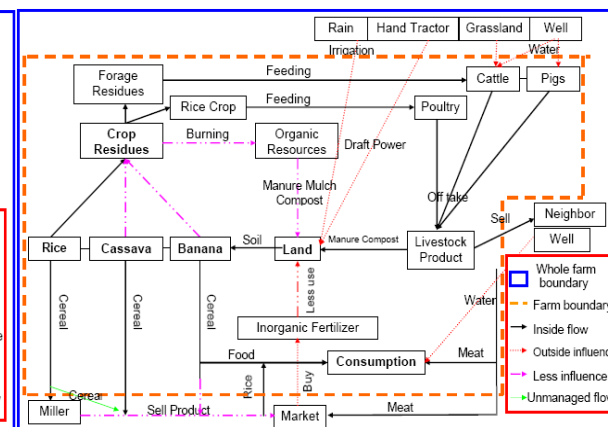 Rain Hand Tractor Grassland Well
Irrigation Water
Forage
Residues
Feeding
Cattle Pigs
Rice Crop
Feeding
Poultry
Crop
Residues
Burning
Organic
Resources
Draft Power
Manure Mulch
Compost
Off take
Sell
Neighbor
Well
Rice Cassava Banana
Soil
Land
Manure Compost
Livestock
Product
Whole farm
boundary
Farm boundary
Inside flow
Outside influenc
Less influence
Unmanaged flow
Cereal
Cereal
Cereal
Less use
Water
Inorganic Fertilizer
Food
Consumption
Meat
Rice
Buy
Cereal
Miller
Sell Product
Market
Meat